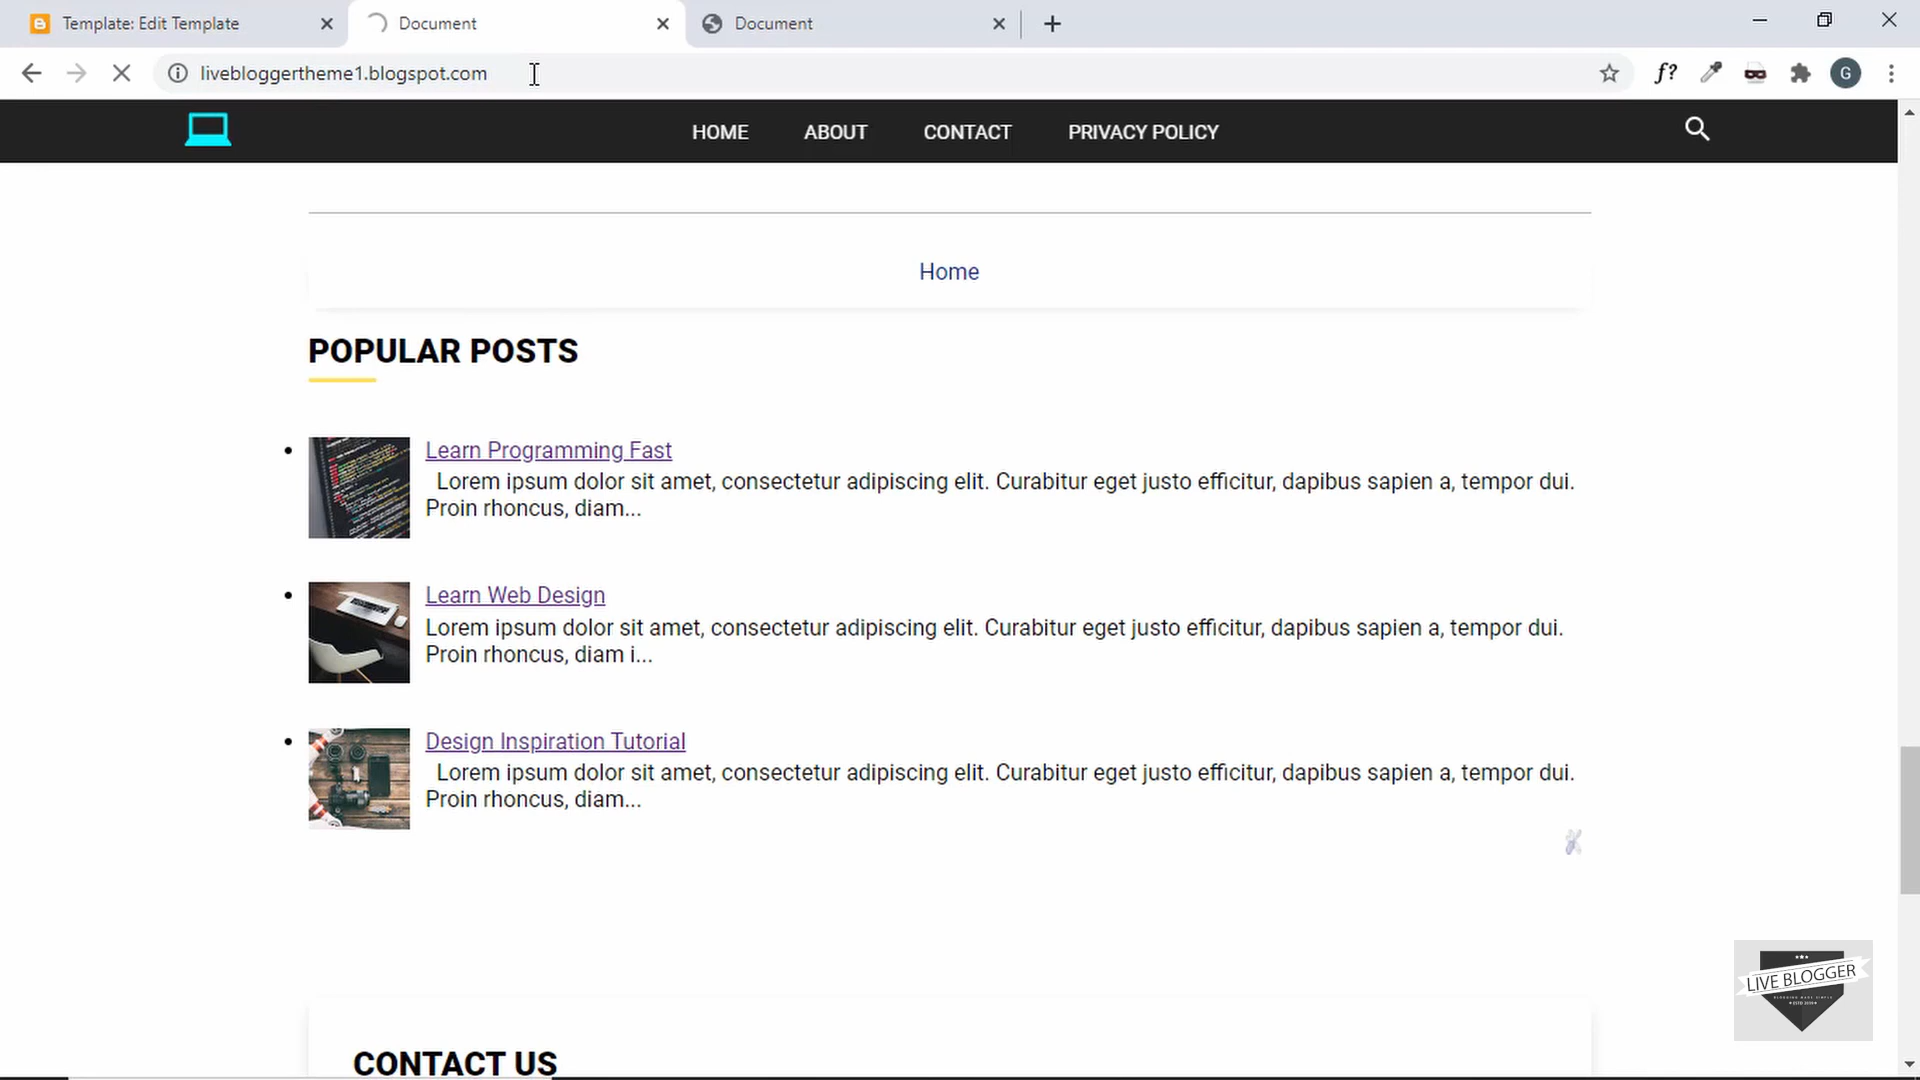 Template: Edit Template
Document
Document
livebloggertheme1.blogspot.com
f?
G
HOME
ABOUT
CONTACT
PRIVACY POLICY
Home
POPULAR POSTS
Learn Programming Fast
Lorem ipsum dolor sit amet, consectetur adipiscing elit. Curabitur eget justo efficitur, dapibus sapien a, tempor dui.
Proin rhoncus, diam...
Learn Web Design
Lorem ipsum dolor sit amet, consectetur adipiscing elit. Curabitur eget justo efficitur, dapibus sapien a, tempor dui.
Proin rhoncus, diam i...
Design Inspiration Tutorial
Lorem ipsum dolor sit amet, consectetur adipiscing elit. Curabitur eget justo efficitur, dapibus sapien a, tempor dui.
Proin rhoncus, diam...
LIVE BLOGGER
CONTACT US